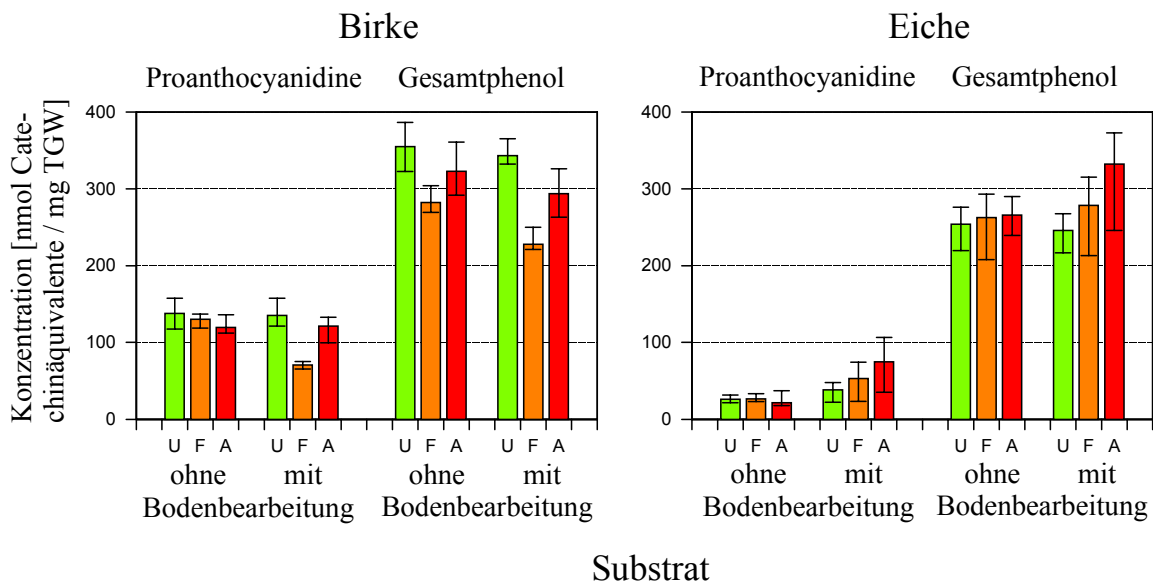 Birke
Eiche
Proanthocyanidine Gesamtphenol
Proanthocyanidine Gesamtphenol
Konzentration [nmol Cate-
chinäquivalente / mg TGW]
400
300
200
100
0
400
300
200
100
0
U F A U F A U F A U F A
U F A U F A U F A U F A
ohne mit ohne mit
Bodenbearbeitung Bodenbearbeitung
ohne mit ohne mit
Bodenbearbeitung Bodenbearbeitung
Substrat